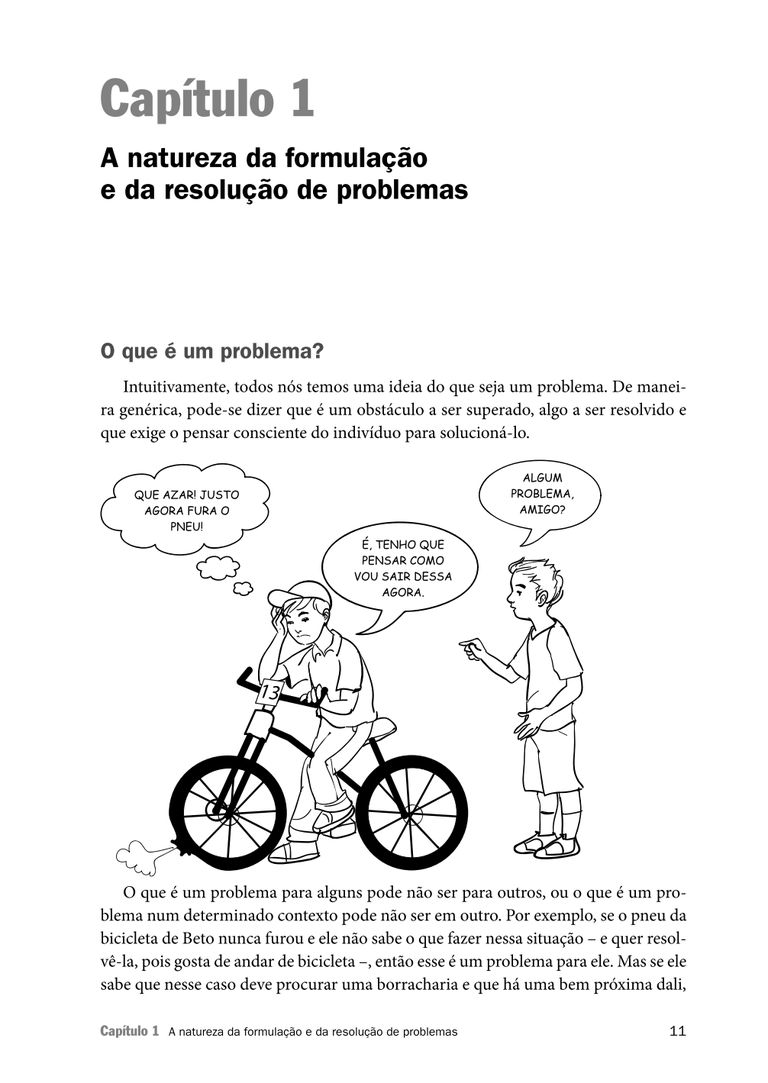 Capítulo 1
A natureza da formulação
e da resolução de problemas
O que é um problema?
Intuitivamente, todos nós temos uma ideia do que seja um problema. De manei-
ra genérica, pode-se dizer que é um obstáculo a ser superado, algo a ser resolvido e
que exige o pensar consciente do indivíduo para solucioná-lo.
QUE AZAR! JUSTO
AGORA FURA O
PNEU!
ALGUM
PROBLEMA,
AMIGO?
É, TENHO QUE
PENSAR COMO
VOU SAIR DESSA
AGORA.
13
O que é um problema para alguns pode não ser para outros, ou o que é um pro-
blema num determinado contexto pode não ser em outro. Por exemplo, se o pneu da
bicicleta de Beto nunca furou e ele não sabe o que fazer nessa situação – e quer resol-
vê-la, pois gosta de andar de bicicleta –, então esse é um problema para ele. Mas se ele
sabe que nesse caso deve procurar uma borracharia e que há uma bem próxima dali,
Capítulo 1 A natureza da formulação e da resolução de problemas 11